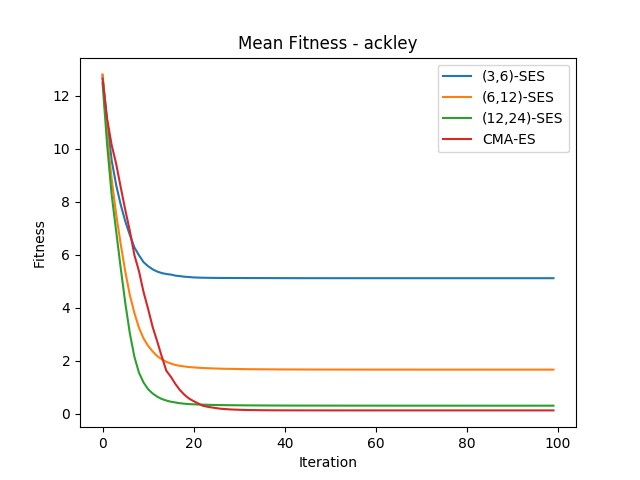 Mean Fitness - ackley
(3,6)-SES
(6,12)-SES
(12,24)-SES
CMA-ES
Fitness
12
10
8
6
4
2
0
0 20 40 60 80 100
Iteration